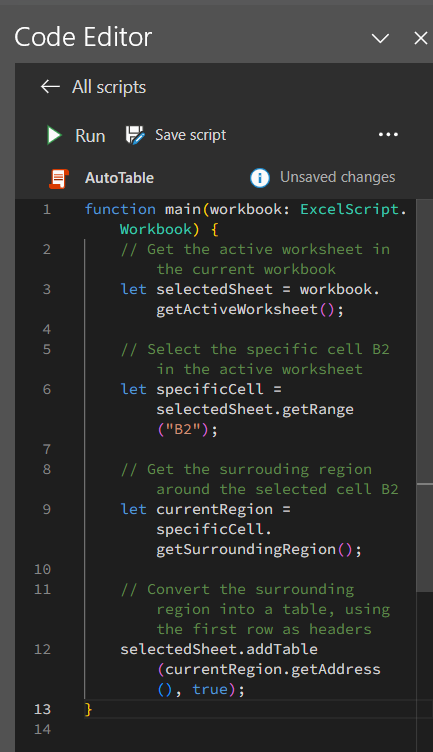 Code Editor
All scripts
Run Save script ...
AutoTable Unsaved changes
1 function main(workbook: ExcelScript.
Workbook) {
2 // Get the active worksheet in
the current workbook
3 let selectedSheet = workbook.
getActiveWorksheet();
4
5 // Select the specific cell B2
in the active worksheet
6 let specificCell =
selectedSheet.getRange
("B2");
7
8 // Get the surrouding region
around the selected cell B2
9 let currentRegion =
specificCell.
getSurroundingRegion();
10
11 // Convert the surrounding
region into a table, using
the first row as headers
12 selectedSheet.addTable
(currentRegion.getAddress
(), true);
13 }
14